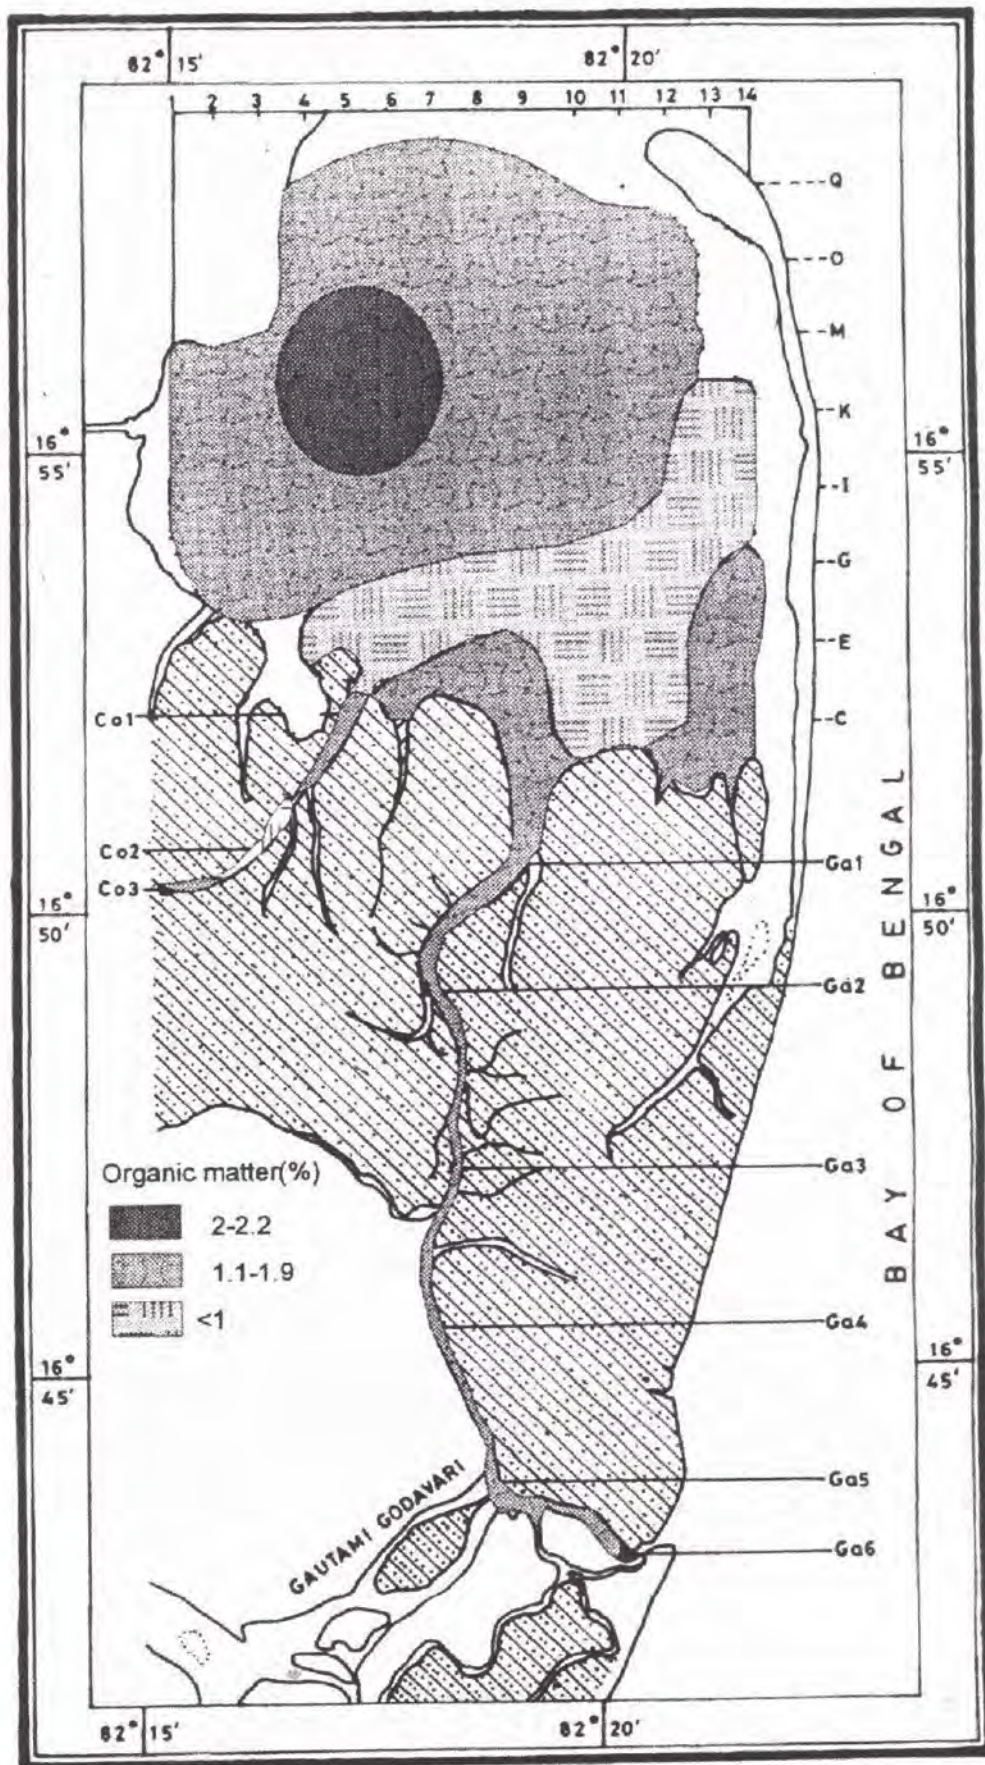 82° 15'
82° 20'
1 2 3 4 5 6 7 8 9 10 11 12 13 14
Q
O
M
K
16° 55'
16° 55'
I
G
E
Co1
C
Co2
Ga1
Co3
16° 50'
16° 50'
Ga2
BAY OF BENGAL
Ga3
Organic matter(%)
2-2.2
1.1-1.9
<1
Ga4
16° 45'
16° 45'
Ga5
GAUTAMI GODAVARI
Ga6
82° 15'
82° 20'